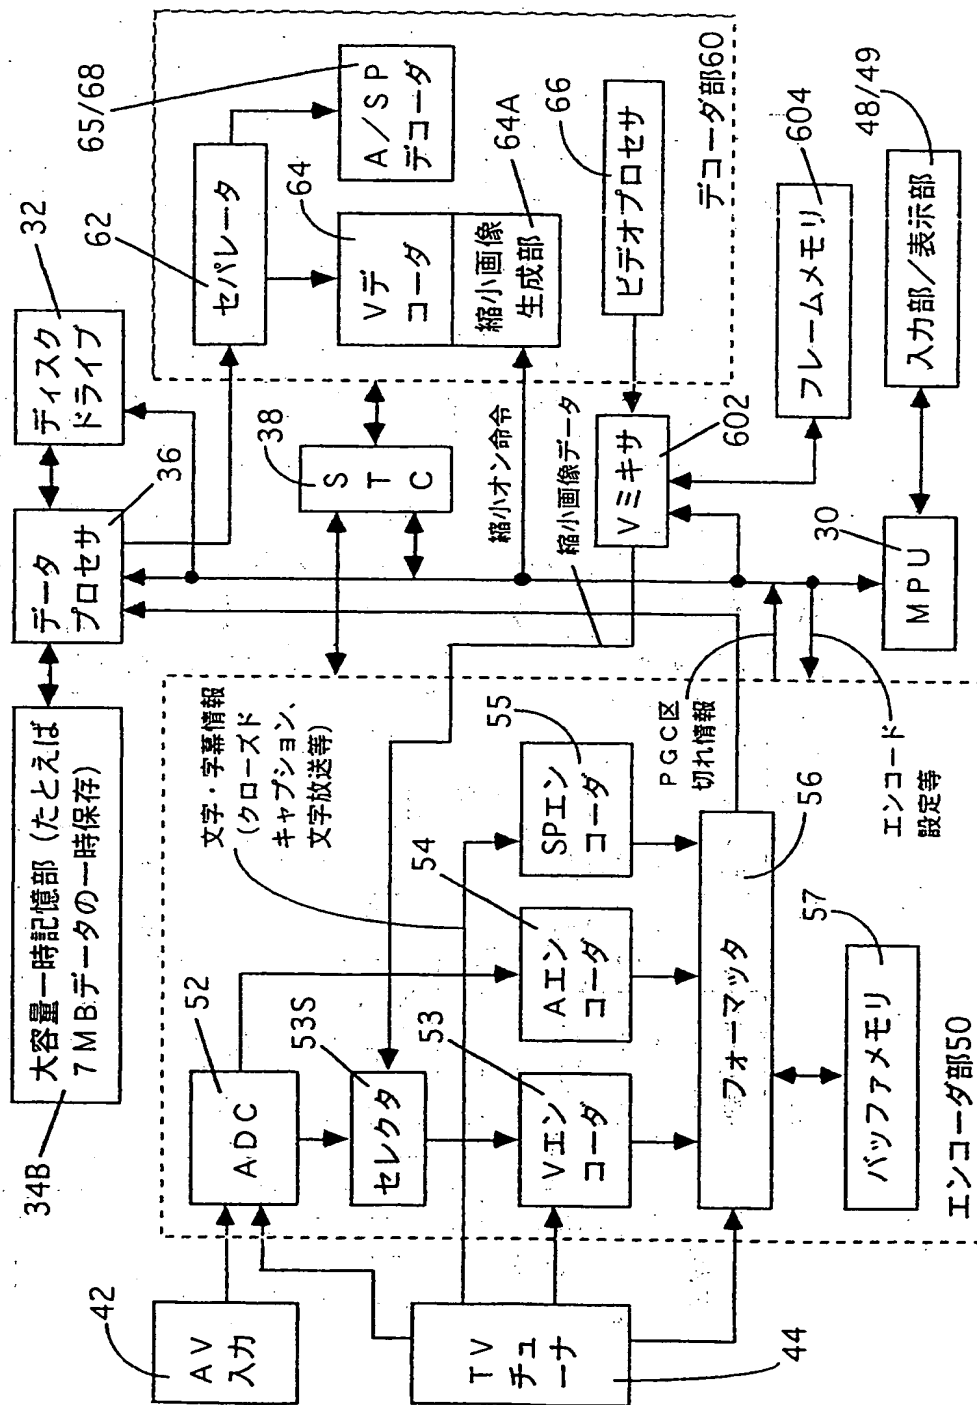 34B
大容量一時記憶部 (たとえば
7MBデータの一時保存)
データ
プロセサ
36
ディスク
ドライブ
32
62
セパレータ
65/68
A/SP
デコーダ
64
Vデ
コーダ
縮小画像
生成部
64A
66
ビデオプロセサ
デコーダ部60
38
STC
縮小オン命令
縮小画像データ
Vミキサ
602
フレームメモリ
604
30
MPU
入力部/表示部
48/49
42
AV
入力
TV
チュ
ーナ
44
52
ADC
53S
セレクタ
文字・字幕情報
(クローズド
キャプション、
文字放送等)
53
Vエン
コーダ
54
Aエン
コーダ
55
SPエン
コーダ
PGC区
切れ情報
エンコード
設定等
フォーマッタ
56
バッファメモリ
57
エンコーダ部50